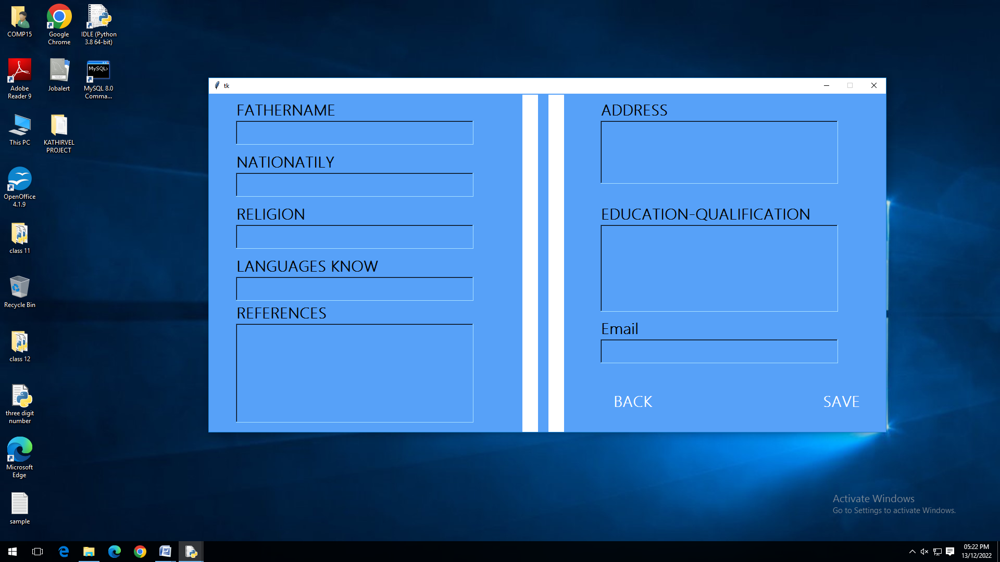 COMP15
Google
Chrome
IDLE (Python
3.8 64-bit)
Adobe
Reader 9
Jobalert
MySQL>
MySQL 8.0
Comma...
This PC
KATHIRVEL
PROJECT
OpenOffice
4.1.9
class 11
Recycle Bin
class 12
three digit
number
Microsoft
Edge
sample
tk
FATHERNAME
NATIONATILY
RELIGION
LANGUAGES KNOW
REFERENCES
ADDRESS
EDUCATION-QUALIFICATION
Email
BACK
SAVE
Activate Windows
Go to Settings to activate Windows.
05:22 PM
13/12/2022